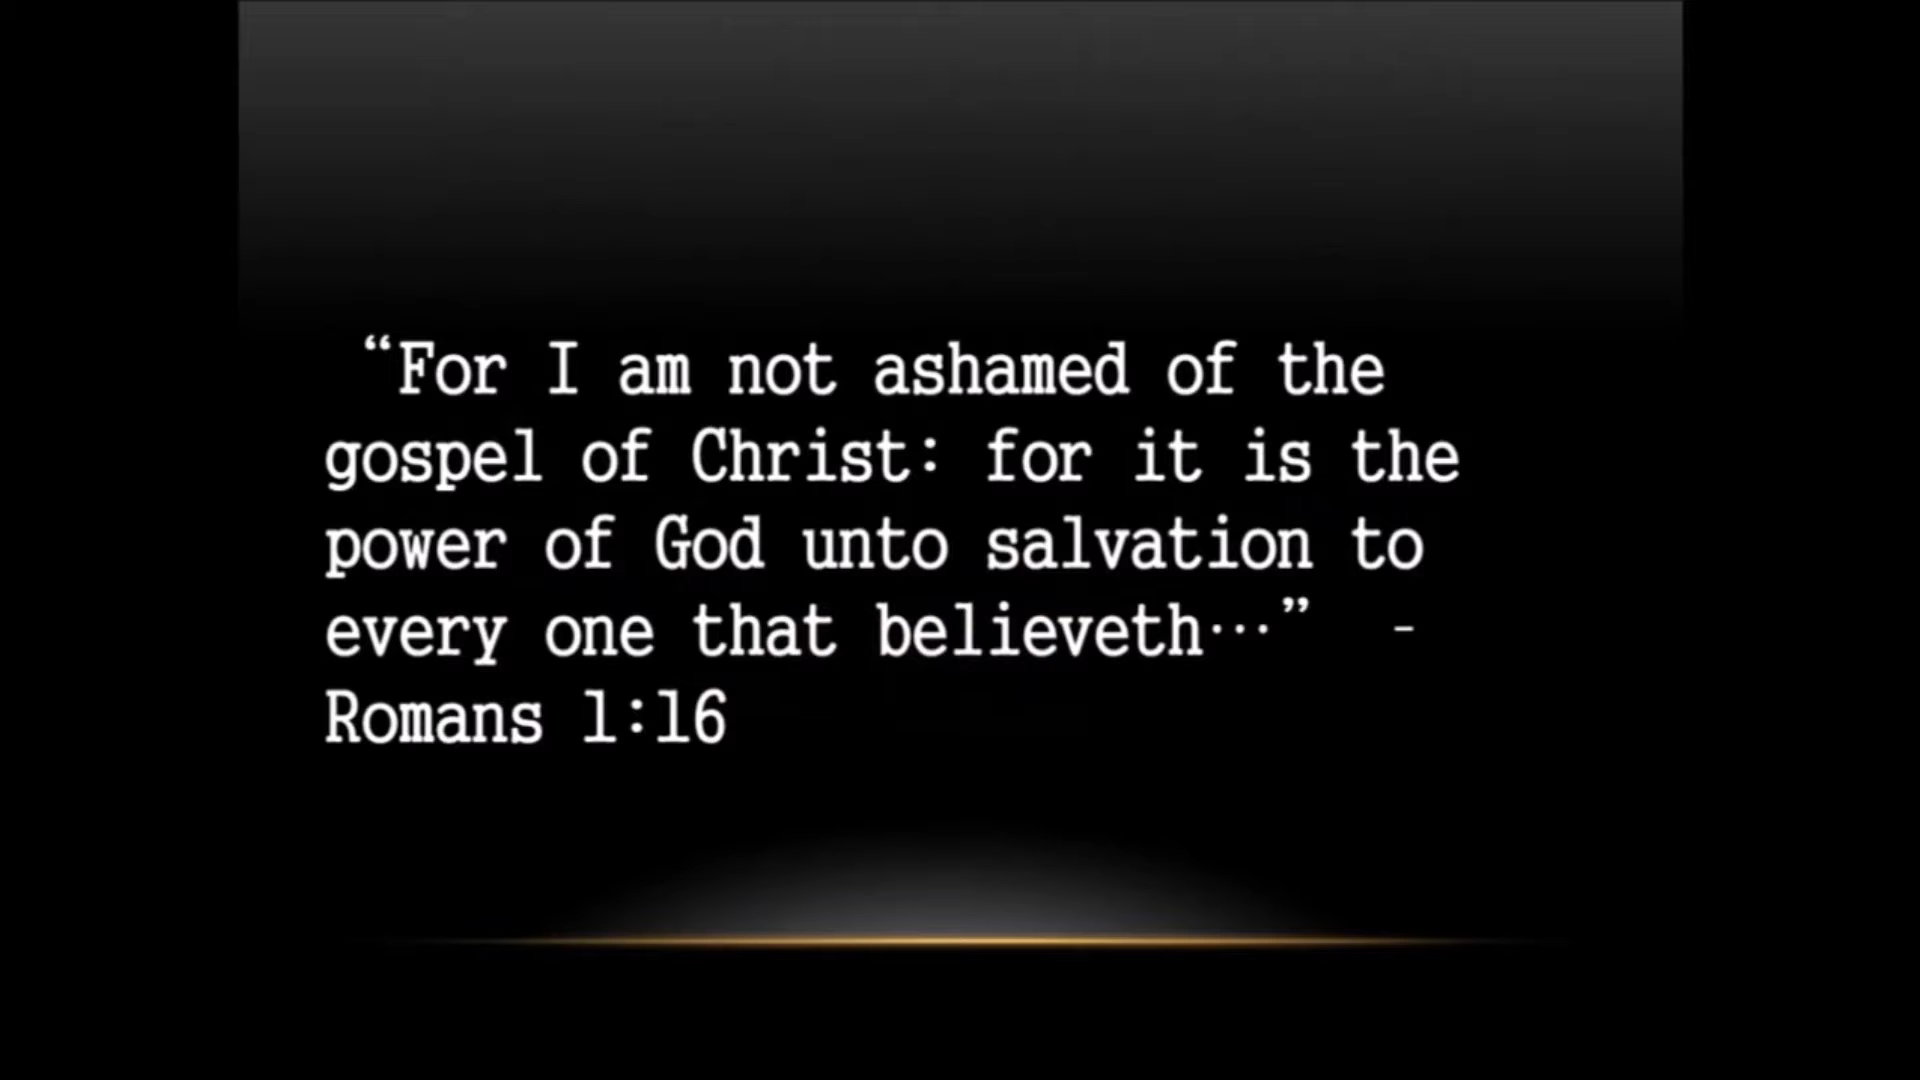 “For I am not ashamed of the
gospel of Christ: for it is the
power of God unto salvation to
every one that believeth…” -
Romans 1:16